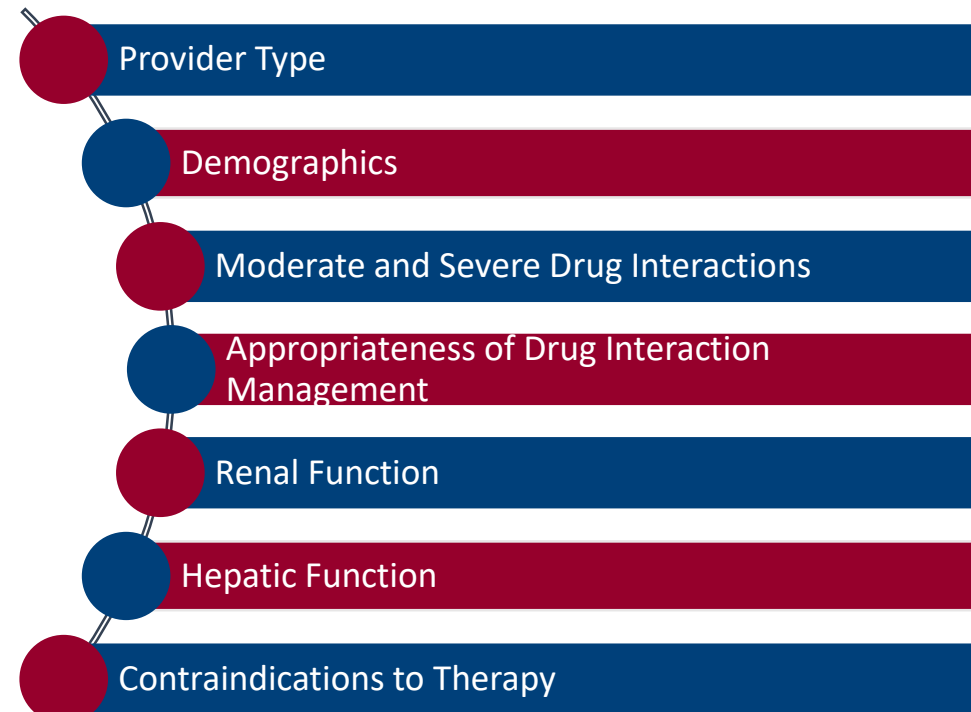 Provider Type
Demographics
Moderate and Severe Drug Interactions
Appropriateness of Drug Interaction
Management
Renal Function
Hepatic Function
Contraindications to Therapy